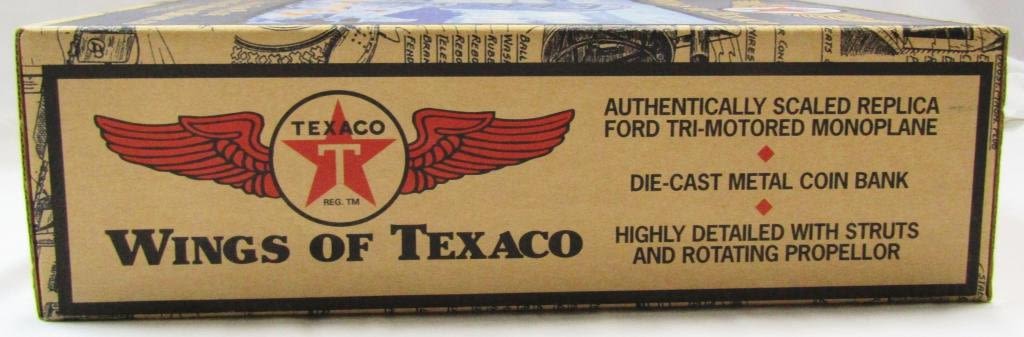 BALL
TEXACO
T
REG. TM
WINGS OF TEXACO
AUTHENTICALLY SCALED REPLICA
FORD TRI-MOTORED MONOPLANE
DIE-CAST METAL COIN BANK
HIGHLY DETAILED WITH STRUTS
AND ROTATING PROPELLOR